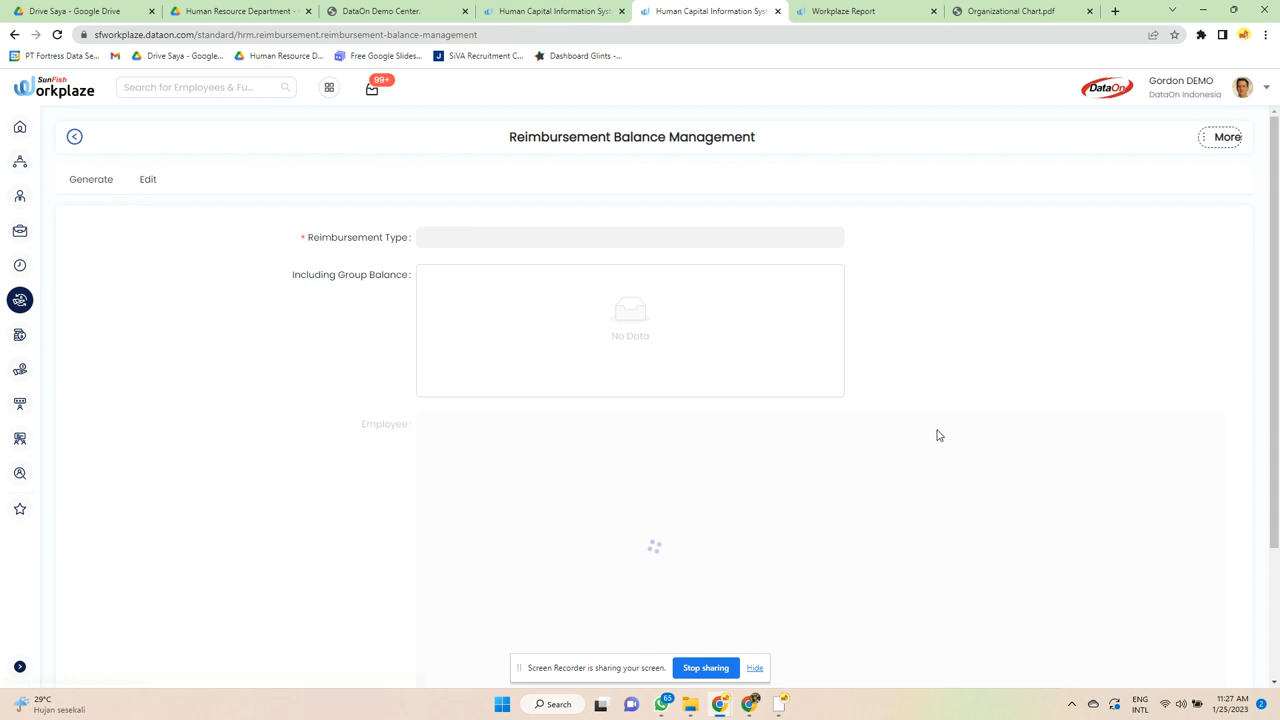 Drive Saya - Google Drive
Human Resource Department -
DataOn Demo Center.
Human Capital Information Sys
Human Capital Information Sys
Workplaze Report
Organizational Chart.pdf
sfworkplaze.dataon.com/standard/hrm.reimbursement.reimbursement-balance-management
PT Fortress Data Se...
Drive Saya - Google...
Human Resource D...
Free Google Slides...
SiVA Recruitment C...
Dashboard Glints -...
SunFish
Workplaze
Search for Employees & Fu...
99+
DataOn
Gordon DEMO
DataOn Indonesia
Reimbursement Balance Management
More
Generate
Edit
* Reimbursement Type:
Including Group Balance:
No Data
Employee:
Screen Recorder is sharing your screen.
Stop sharing
Hide
29°C
Hujan sesekali
Search
65
ENG
INTL
11:27 AM
1/25/2023
2